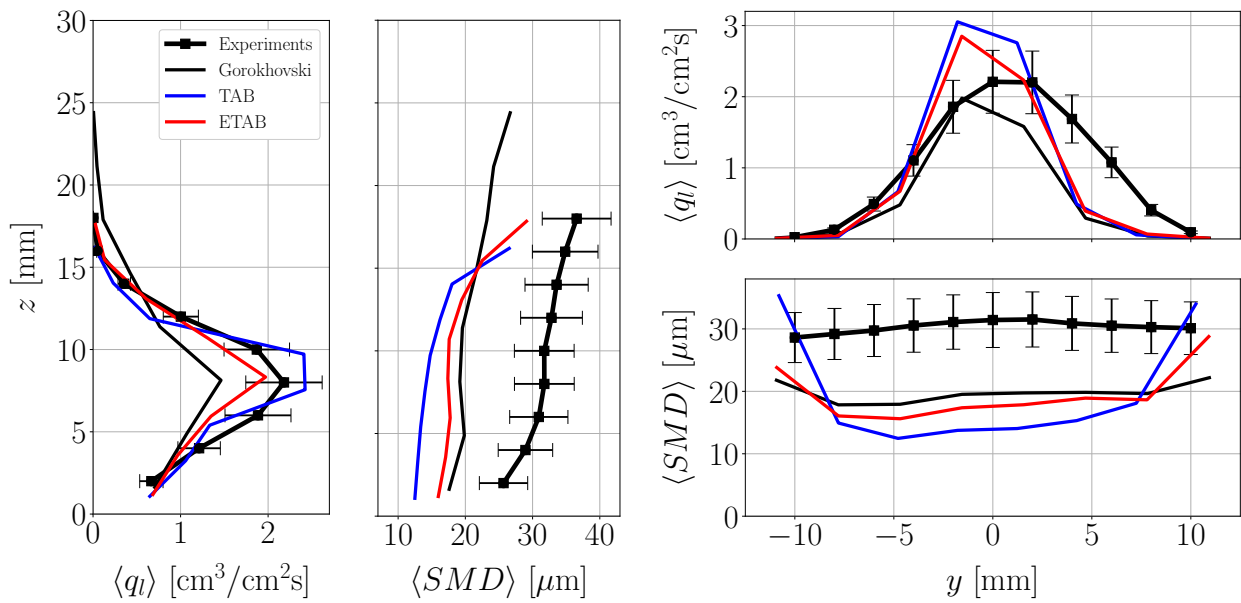 30
25
20
15
10
5
0
z [mm]
Experiments
Gorokhovski
TAB
ETAB
0 1 2
⟨q_l⟩ [cm³/cm²s]
10 20 30 40
⟨SMD⟩ [μm]
3
2
1
0
⟨q_l⟩ [cm³/cm²s]
30
20
10
0
⟨SMD⟩ [μm]
−10 −5 0 5 10
y [mm]